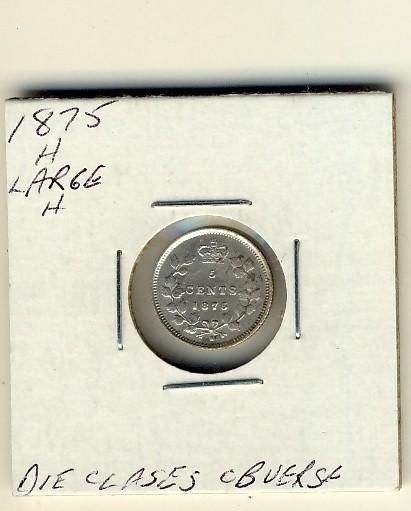 1875
H
LARGE
H
5
CENTS
1875
DIE CLASES OBVERSE